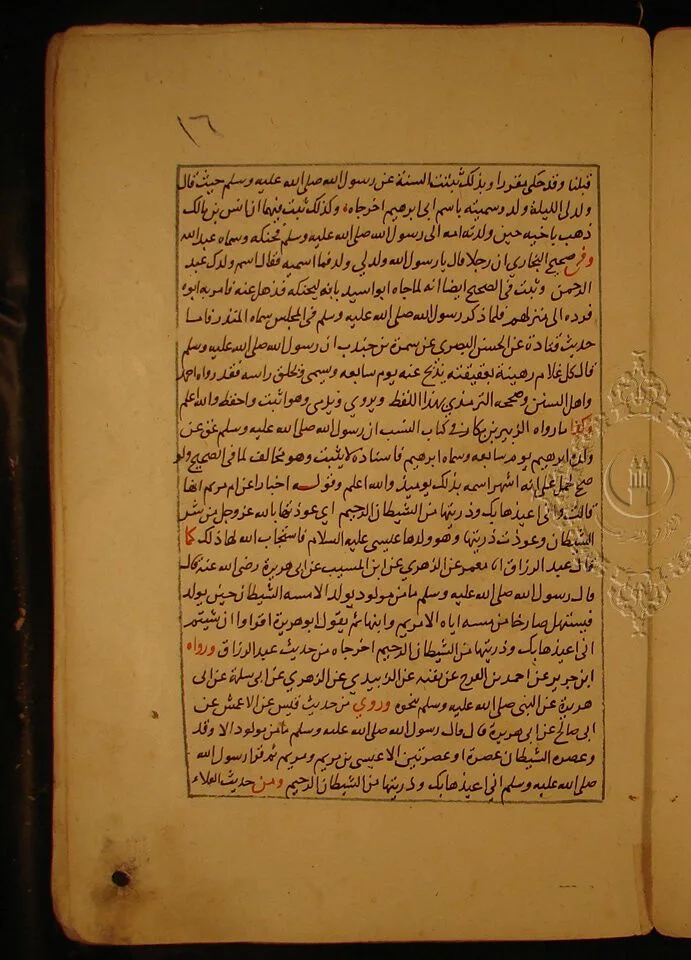 ١٦
قبلنا وقد حكى مقررا وبذلك ثبتت السنة عن رسول الله صلى الله عليه وسلم حيث قال
ولد لي الليلة ولد وسميته باسم ابي ابرهيم اخرجاه وكذلك ثبت فيهما ان انس بن مالك
ذهب باخيه حين ولدته امه الى رسول الله صلى الله عليه وسلم فحنكه وسماه عبد الله
وفي صحيح البخاري ان رجلا قال يا رسول الله ولد لي ولد فما اسميه فقال اسم ولدك عبد
الرحمن وثبت في الصحيح ايضا انه لما جاه ابو اسيد بابنه ليحنكه فذهل عنه فامر به ابوه
فرده الى منزلهم فلما ذكر رسول الله صلى الله عليه وسلم في المجلس سماه المنذر فاما
حديث قتادة عن الحسن البصري عن سمرة بن جندب ان رسول الله صلى الله عليه وسلم
قال كل غلام رهينة بعقيقته يذبح عنه يوم سابعه ويسمى ويحلق راسه فقد رواه احمد
واهل السنن وصححه الترمذي بهذا اللفظ ويروى ويدمى وهو اثبت واحفظ والله اعلم
وكذا ما رواه الزبير بن بكار في كتاب النسب ان رسول الله صلى الله عليه وسلم عق عن
ولده ابرهيم يوم سابعه وسماه ابرهيم فاسناده لا يثبت وهو مخالف لما في الصحيح ولو
صح لحمل على انه اشهر اسمه بذلك يوميذ والله اعلم وقوله اخبارا عن ام مريم انها
قالت واني اعيذها بك وذريتها من الشيطان الرجيم اي عوذتها بالله عز وجل من شر
الشيطان وعوذت ذريتها وهو ولدها عيسى عليه السلام فاستجاب الله لها ذلك كما
قال عبد الرزاق انا معمر عن الزهري عن ابن المسيب عن ابي هريرة رضي الله عنه قال
قال رسول الله صلى الله عليه وسلم ما من مولود يولد الا مسه الشيطان حين يولد
فيستهل صارخا من مسه اياه الا مريم وابنها ثم يقول ابو هريرة اقراوا ان شيتم
اني اعيذها بك وذريتها من الشيطان الرجيم اخرجاه من حديث عبد الرزاق ورواه
ابن جرير عن احمد بن الفرج عن بقية عن الزبيدي عن الزهري عن ابي سلمة عن ابي
هريرة عن النبي صلى الله عليه وسلم بنحوه وروي من حديث قيس عن الاعمش عن
ابي صالح عن ابي هريرة قال قال رسول الله صلى الله عليه وسلم ما من مولود الا وقد
وعصره الشيطان عصرة او عصرتين الا عيسى بن مريم ومريم ثم قرا رسول الله
صلى الله عليه وسلم اني اعيذها بك وذريتها من الشيطان الرجيم ومن حديث العلاء